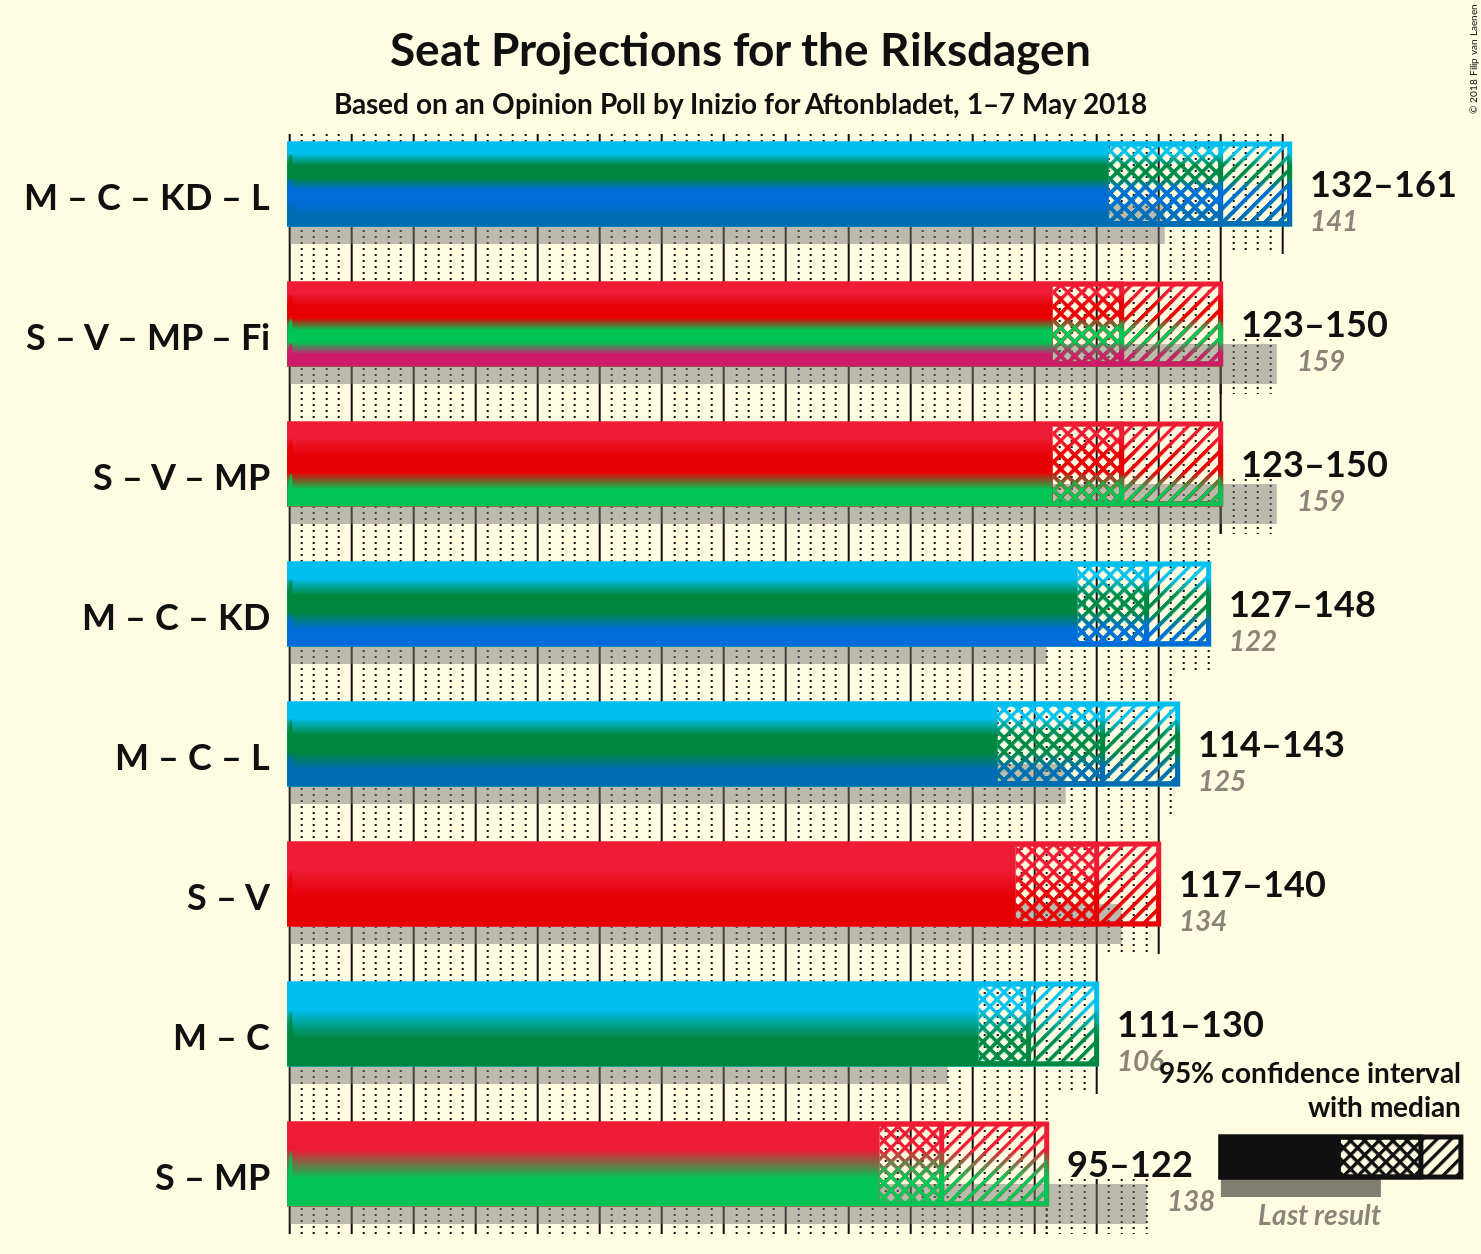 Seat Projections for the Riksdagen
Based on an Opinion Poll by Inizio for Aftonbladet, 1–7 May 2018
© 2018 Filip van Laenen
M – C – KD – L
132–161
141
S – V – MP – Fi
123–150
159
S – V – MP
123–150
159
M – C – KD
127–148
122
M – C – L
114–143
125
S – V
117–140
134
M – C
111–130
106
S – MP
95–122
138
95% confidence interval
with median
Last result